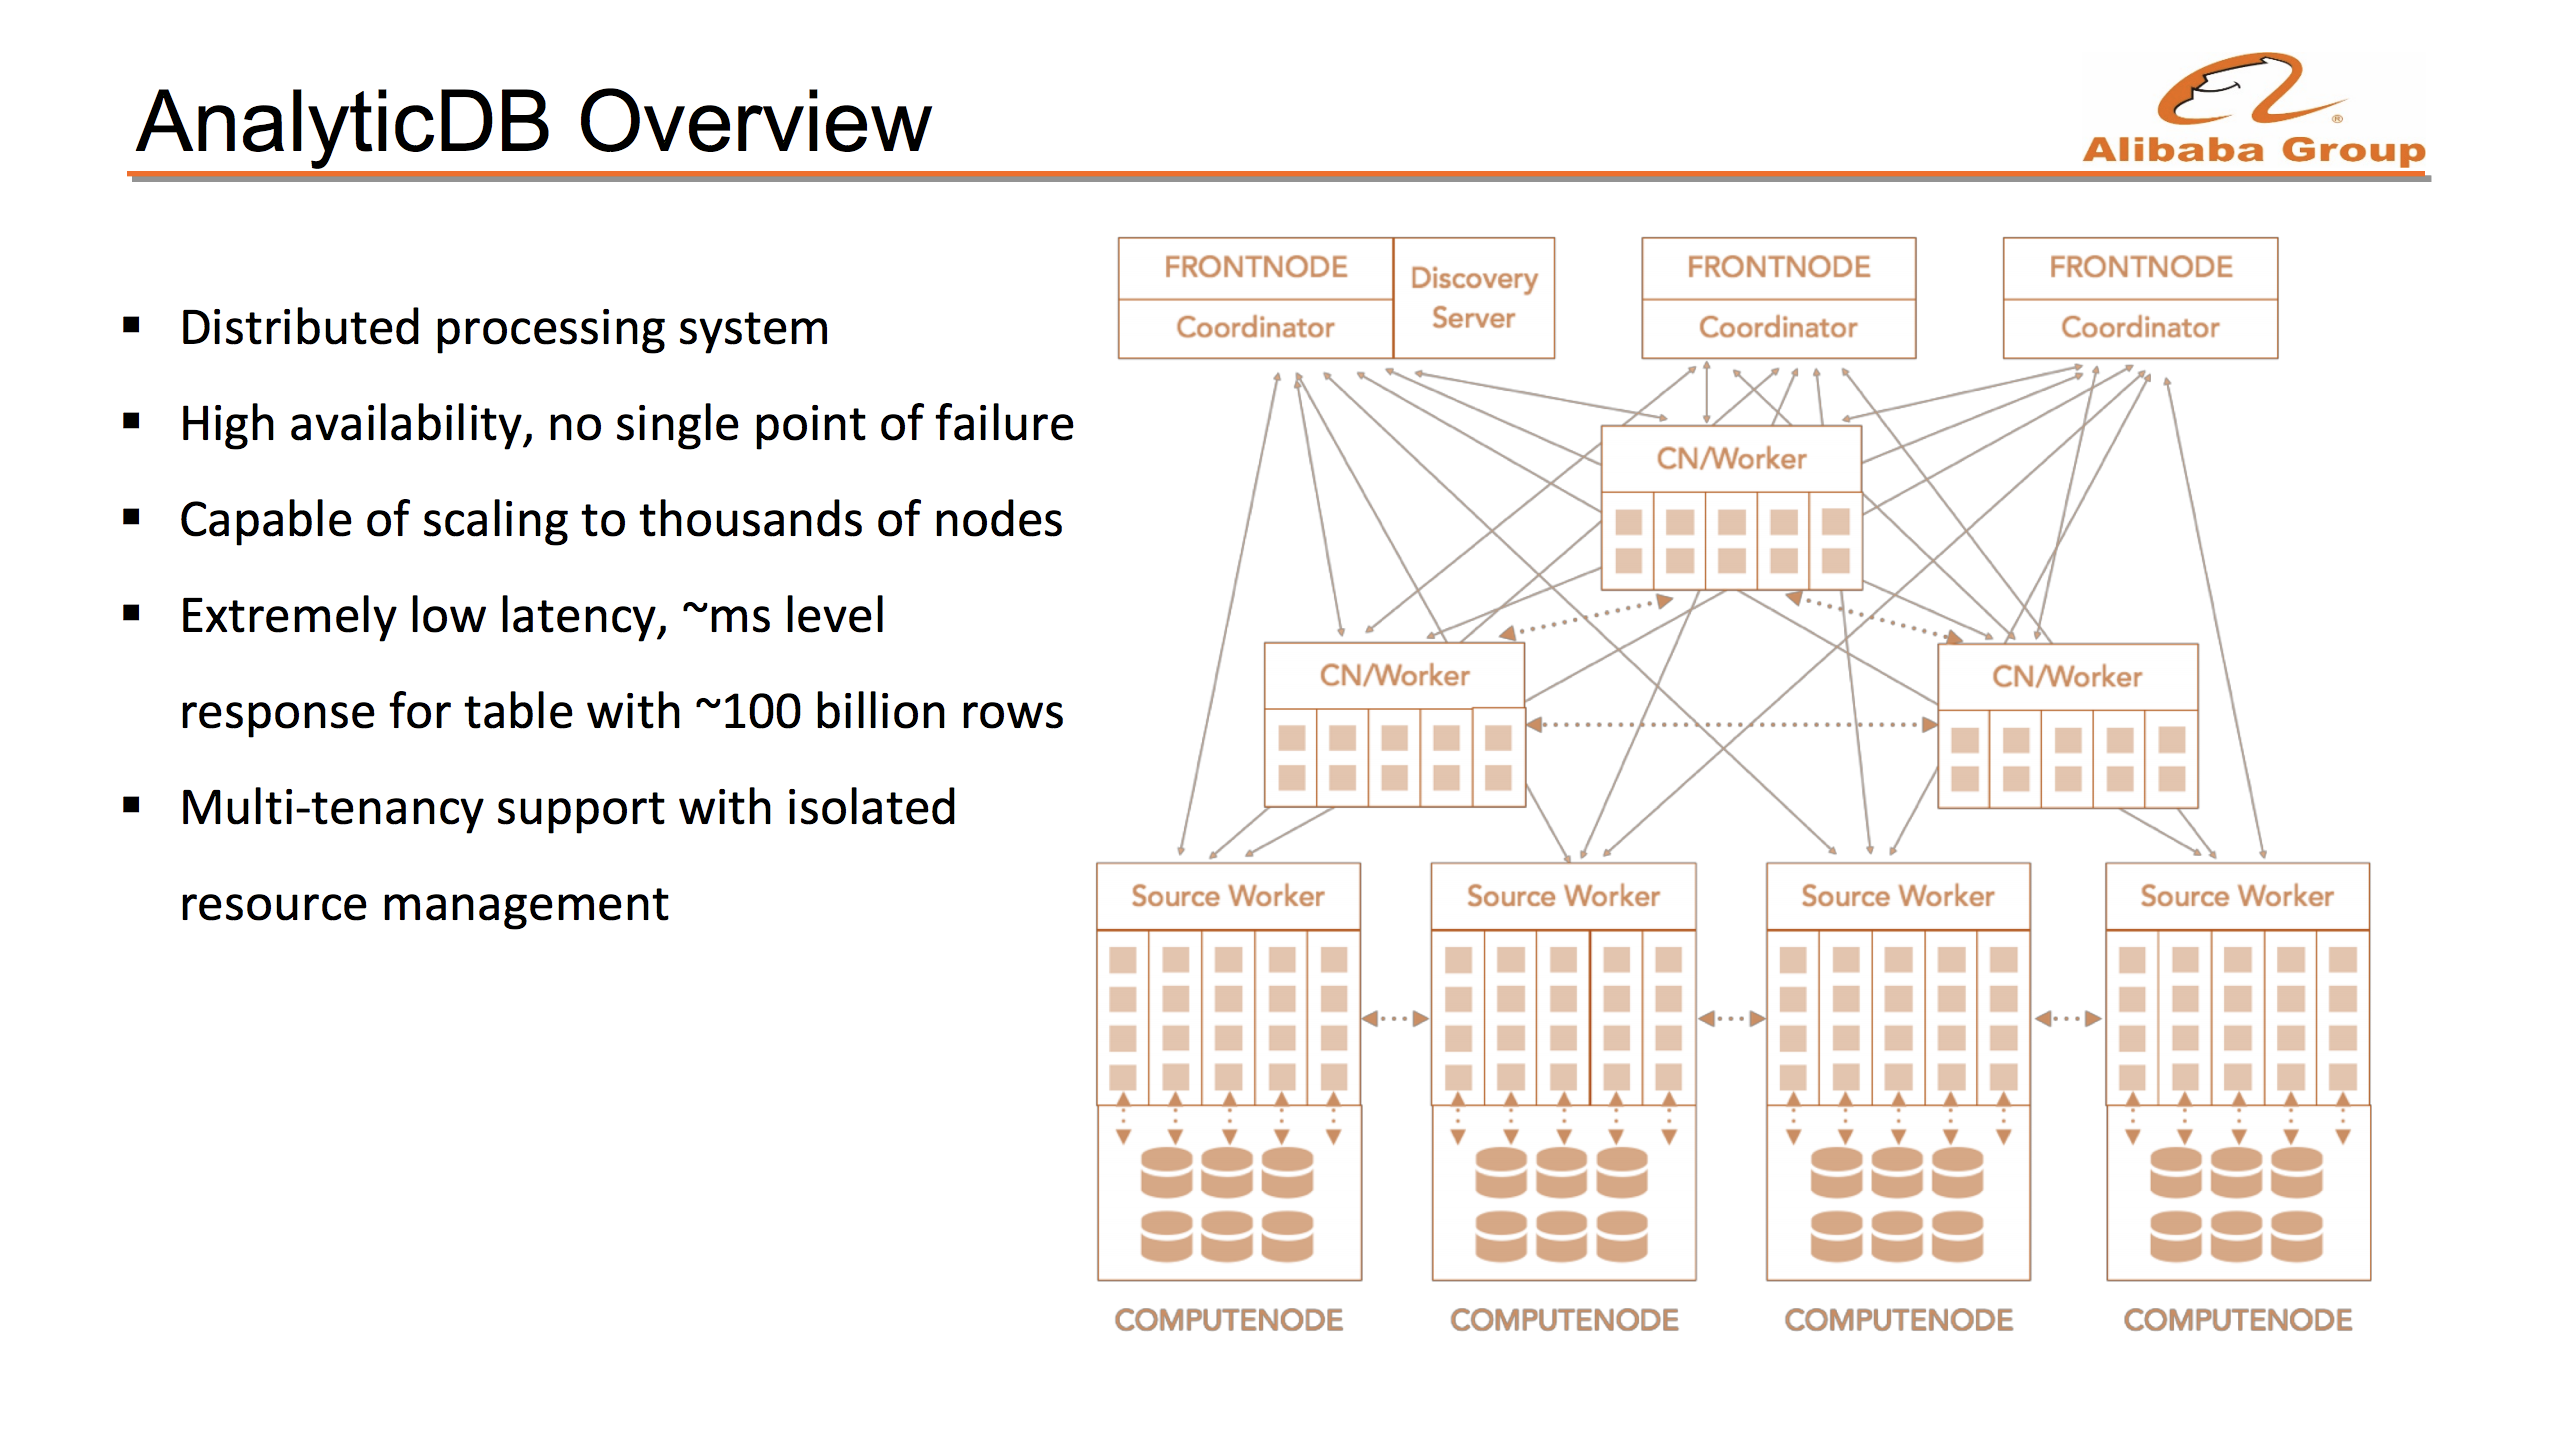 AnalyticDB Overview
Alibaba Group
®
▪ Distributed processing system
▪ High availability, no single point of failure
▪ Capable of scaling to thousands of nodes
▪ Extremely low latency, ~ms level
response for table with ~100 billion rows
▪ Multi-tenancy support with isolated
resource management
FRONTNODE
Coordinator
Discovery
Server
FRONTNODE
Coordinator
FRONTNODE
Coordinator
CN/Worker
CN/Worker
CN/Worker
Source Worker
Source Worker
Source Worker
Source Worker
COMPUTENODE
COMPUTENODE
COMPUTENODE
COMPUTENODE